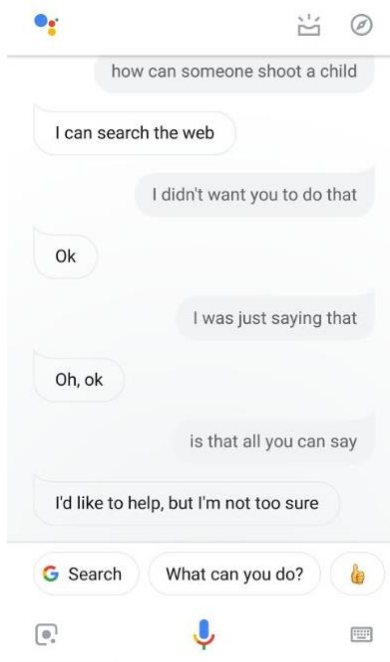 how can someone shoot a child
I can search the web
I didn't want you to do that
Ok
I was just saying that
Oh, ok
is that all you can say
I'd like to help, but I'm not too sure
Search
What can you do?